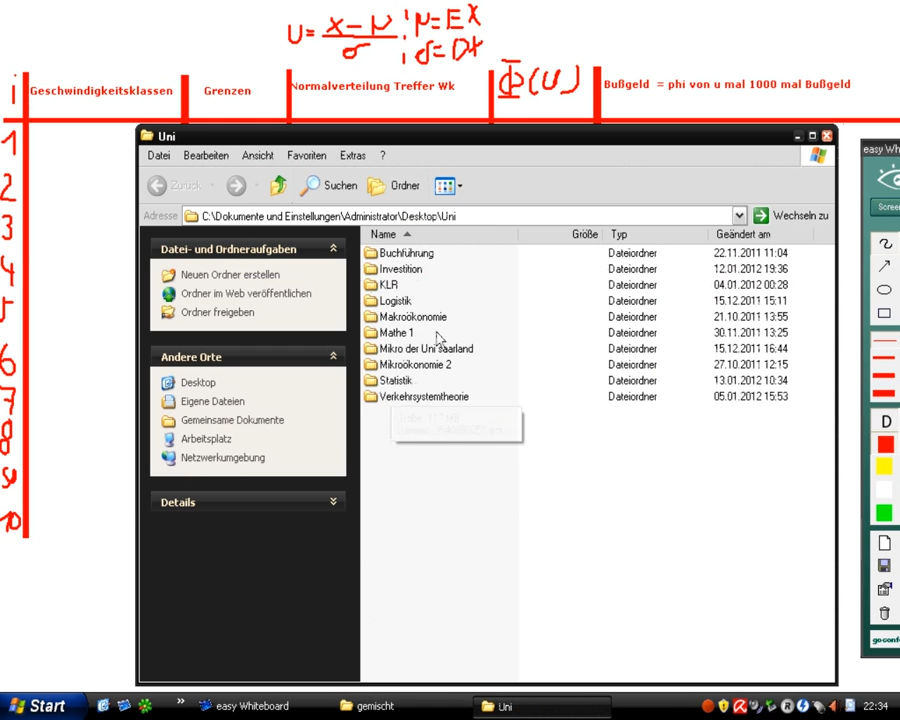 u = x - μ / σ ; μ = EX
; σ = DX
i Geschwindigkeitsklassen Grenzen Normalverteilung Treffer Wk Φ(u) Bußgeld = phi von u mal 1000 mal Bußgeld
1
2
3
4
5
6
7
8
9
10
Uni
Datei Bearbeiten Ansicht Favoriten Extras ?
Zurück Suchen Ordner
Adresse C:\Dokumente und Einstellungen\Administrator\Desktop\Uni Wechseln zu
Datei- und Ordneraufgaben
Neuen Ordner erstellen
Ordner im Web veröffentlichen
Ordner freigeben
Andere Orte
Desktop
Eigene Dateien
Gemeinsame Dokumente
Arbeitsplatz
Netzwerkumgebung
Details
Name Größe Typ Geändert am
Buchführung Dateiordner 22.11.2011 11:04
Investition Dateiordner 12.01.2012 19:36
KLR Dateiordner 04.01.2012 00:28
Logistik Dateiordner 15.12.2011 15:11
Makroökonomie Dateiordner 21.10.2011 13:55
Mathe 1 Dateiordner 30.11.2011 13:25
Mikro der Uni Saarland Dateiordner 15.12.2011 16:44
Mikroökonomie 2 Dateiordner 27.10.2011 12:15
Statistik Dateiordner 13.01.2012 10:34
Verkehrsystemtheorie Dateiordner 05.01.2012 15:53
easy Wh
Scree
D
go-conf
Start easy Whiteboard gemischt Uni 22:34